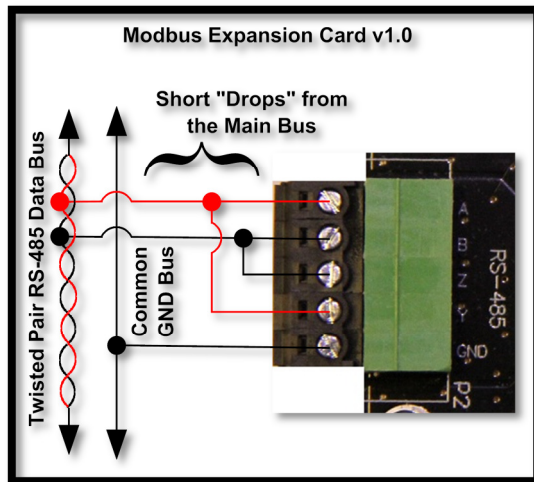 Modbus Expansion Card v1.0
Short "Drops" from
the Main Bus
Twisted Pair RS-485 Data Bus
Common
GND Bus
A
B
Z
Y
GND
RS-485
P2